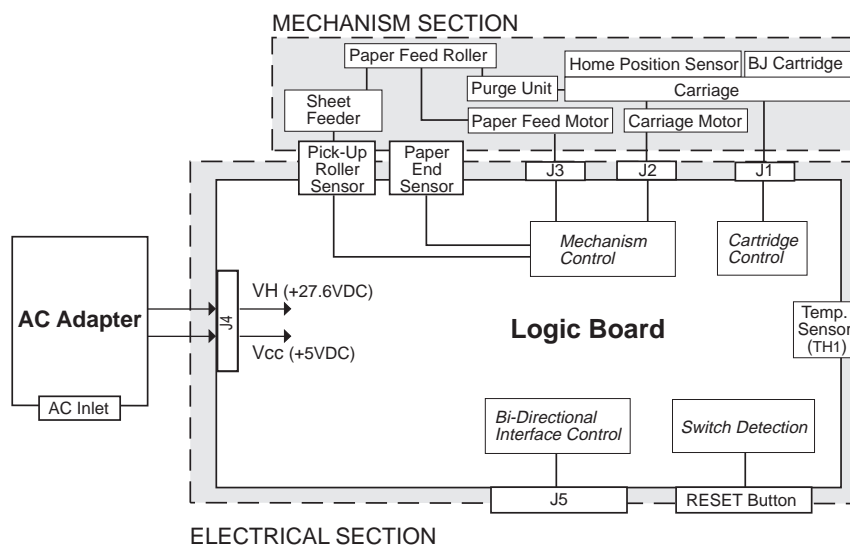 MECHANISM SECTION
Paper Feed Roller
Home Position Sensor
BJ Cartridge
Purge Unit
Carriage
Sheet
Feeder
Paper Feed Motor
Carriage Motor
Pick-Up
Roller
Sensor
Paper
End
Sensor
J3
J2
J1
Mechanism
Control
Cartridge
Control
AC Adapter
AC Inlet
J4
VH (+27.6VDC)
Vcc (+5VDC)
Logic Board
Temp.
Sensor
(TH1)
Bi-Directional
Interface Control
Switch Detection
J5
RESET Button
ELECTRICAL SECTION